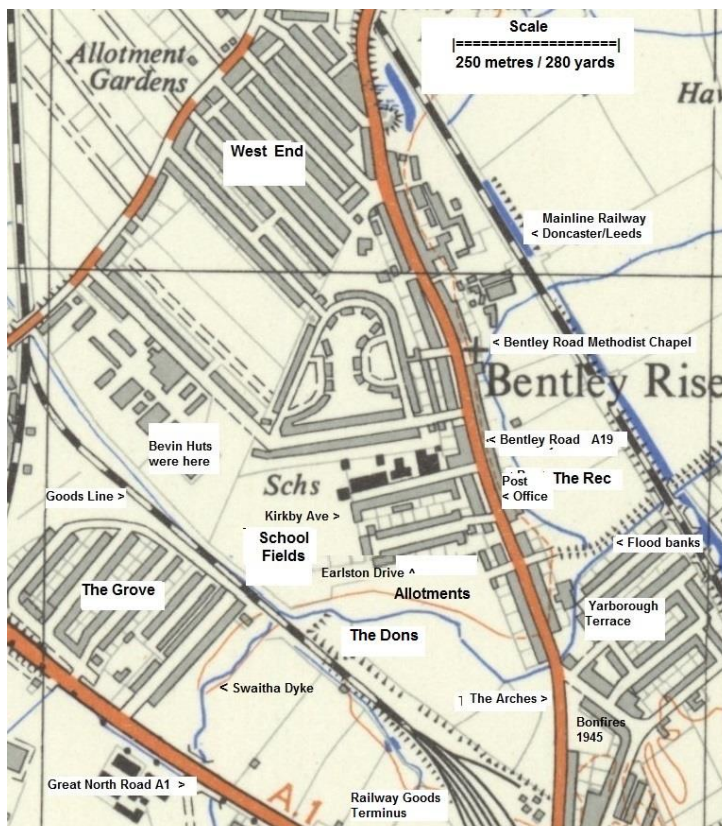 Scale
|====================|
250 metres / 280 yards
Allotment
Gardens
Hav
West End
Mainline Railway
< Doncaster/Leeds
< Bentley Road Methodist Chapel
Bentley Rise
< Bentley Road A19
Bevin Huts
were here
The Rec
Post
< Office
Schs
Goods Line >
Kirkby Ave >
School
Fields
< Flood banks
Earlston Drive ^
The Grove
Allotments
Yarborough
Terrace
The Dons
< Swaitha Dyke
The Arches >
Bonfires
1945
Great North Road A1 >
A.1
Railway Goods
Terminus